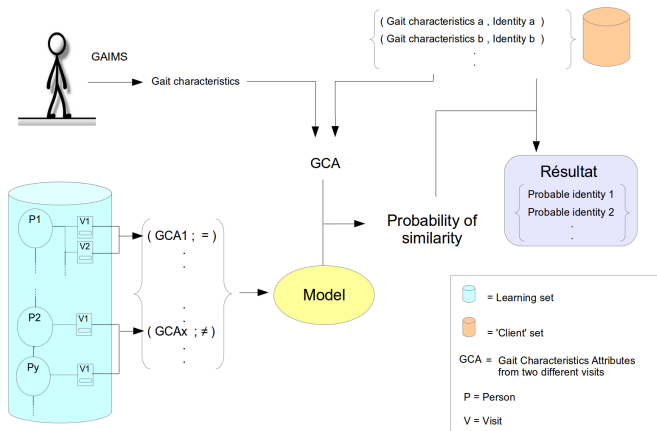 ( Gait characteristics a , Identity a )
( Gait characteristics b , Identity b )
.
.
GAIMS
Gait characteristics
GCA
Résultat
Probable identity 1
Probable identity 2
.
.
Probability of
similarity
Model
P1
V1
V2
( GCA1 ; = )
.
.
.
.
P2
V1
( GCAx ; ≠ )
.
.
Py
V1
= Learning set
= 'Client' set
GCA = Gait Characteristics Attributes
from two different visits
P = Person
V = Visit